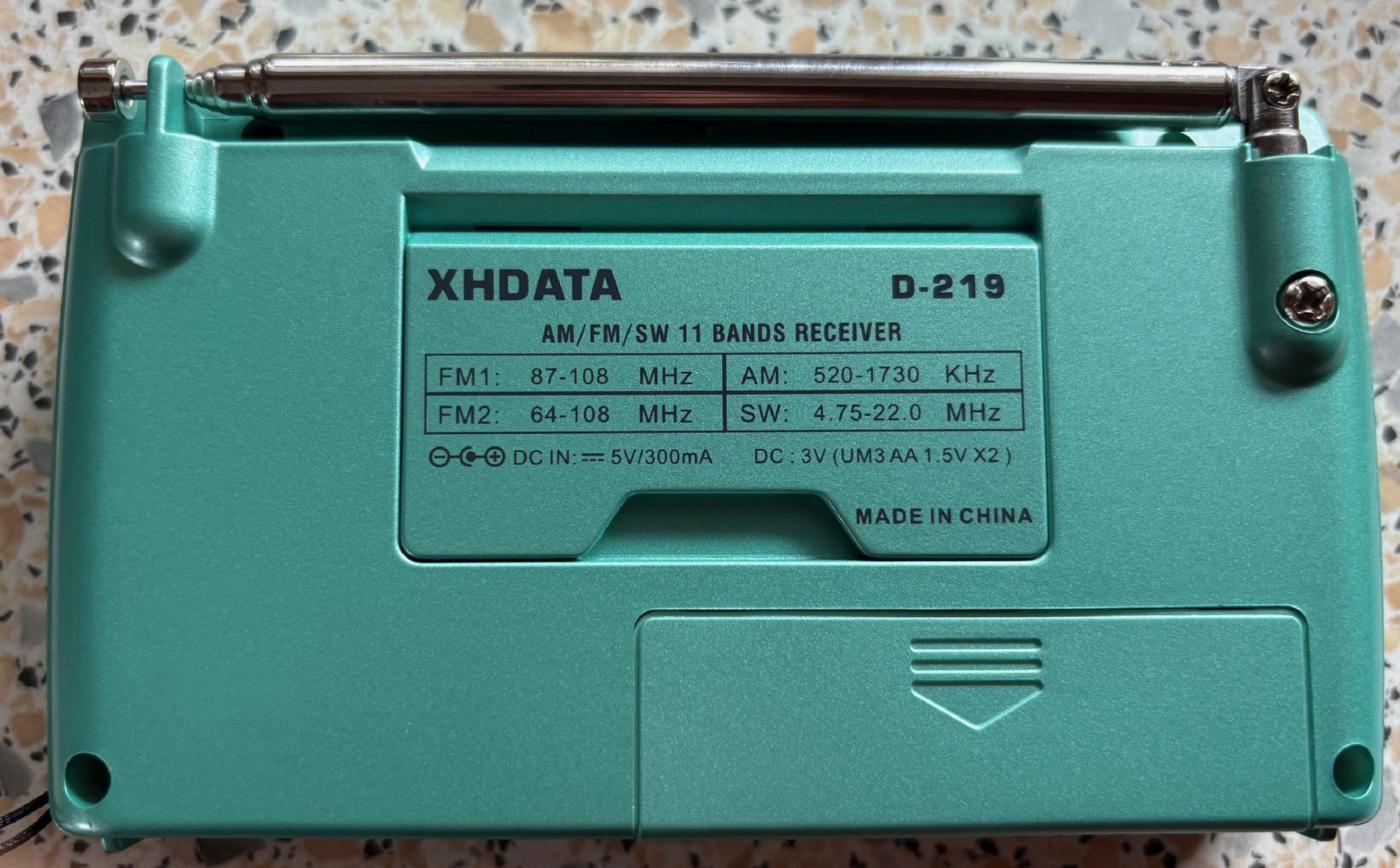 XHDATA D-219
AM/FM/SW 11 BANDS RECEIVER
FM1: 87-108 MHz AM: 520-1730 KHz
FM2: 64-108 MHz SW: 4.75-22.0 MHz
DC IN: 5V/300mA DC : 3V (UM3 AA 1.5V X2 )
MADE IN CHINA